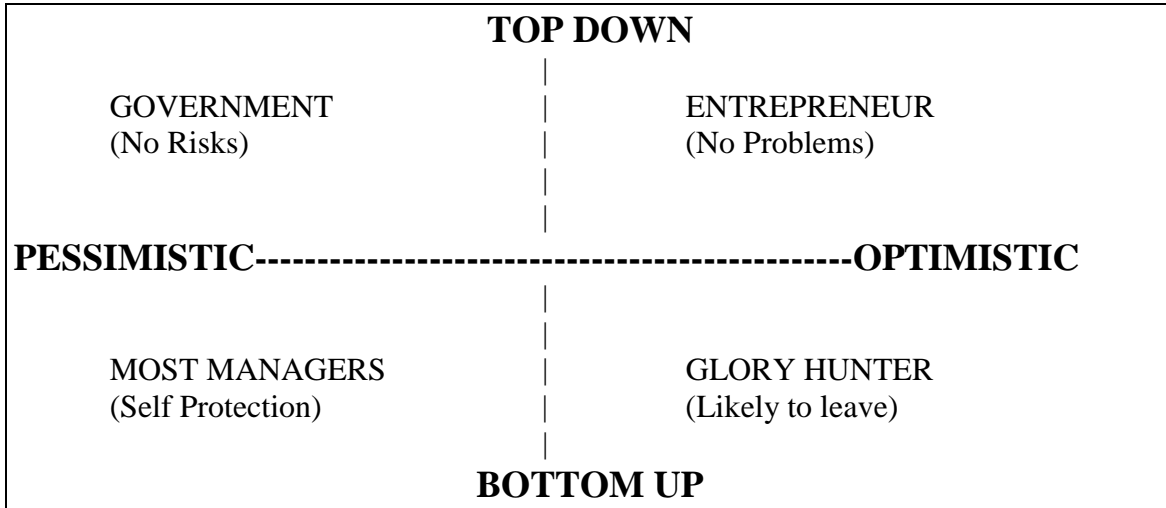 TOP DOWN
GOVERNMENT ENTREPRENEUR
(No Risks) (No Problems)
PESSIMISTIC-----------------------------------------------OPTIMISTIC
MOST MANAGERS GLORY HUNTER
(Self Protection) (Likely to leave)
BOTTOM UP